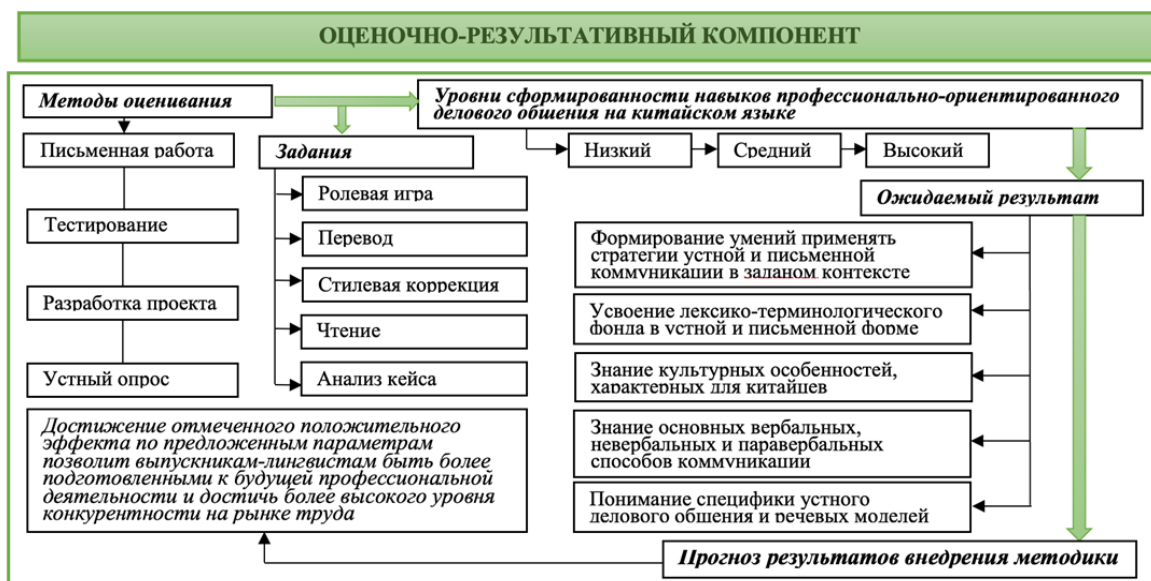 ОЦЕНОЧНО-РЕЗУЛЬТАТИВНЫЙ КОМПОНЕНТ
Методы оценивания
Уровни сформированности навыков профессионально-ориентированного
делового общения на китайском языке
Письменная работа
Тестирование
Разработка проекта
Устный опрос
Задания
Ролевая игра
Перевод
Стилевая коррекция
Чтение
Анализ кейса
Низкий
Средний
Высокий
Ожидаемый результат
Формирование умений применять
стратегии устной и письменной
коммуникации в заданом контексте
Усвоение лексико-терминологического
фонда в устной и письменной форме
Знание культурных особенностей,
характерных для китайцев
Знание основных вербальных,
невербальных и паравербальных
способов коммуникации
Понимание специфики устного
делового общения и речевых моделей
Достижение отмеченного положительного
эффекта по предложенным параметрам
позволит выпускникам-лингвистам быть более
подготовленными к будущей профессиональной
деятельности и достичь более высокого уровня
конкурентности на рынке труда
Прогноз результатов внедрения методики